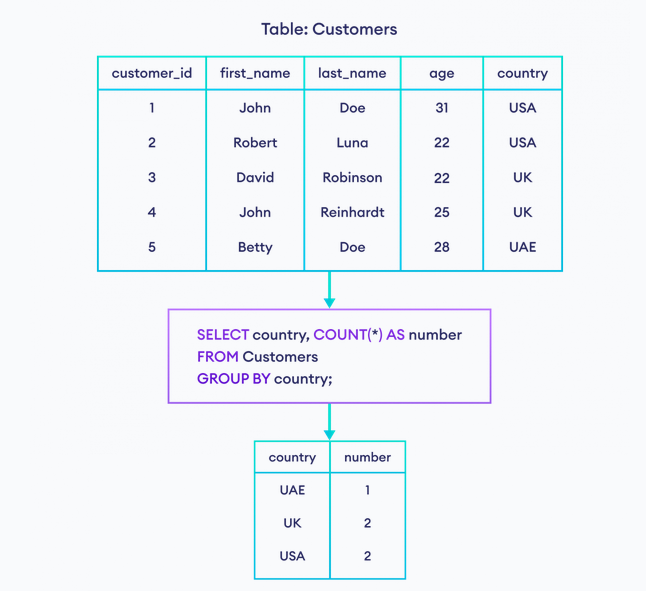 Table: Customers
customer_id first_name last_name age country
1 John Doe 31 USA
2 Robert Luna 22 USA
3 David Robinson 22 UK
4 John Reinhardt 25 UK
5 Betty Doe 28 UAE
SELECT country, COUNT(*) AS number
FROM Customers
GROUP BY country;
country number
UAE 1
UK 2
USA 2